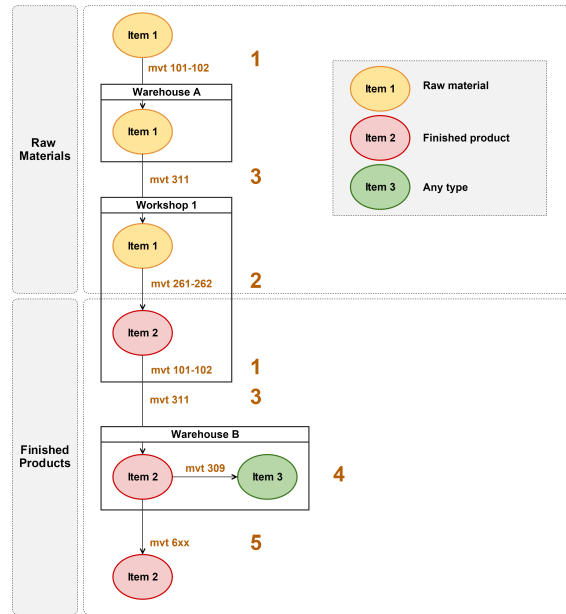 Item 1
mvt 101-102
1
Warehouse A
Item 1
mvt 311
3
Workshop 1
Item 1
mvt 261-262
2
Item 2
mvt 101-102
1
mvt 311
3
Warehouse B
Item 2
mvt 309
Item 3
4
mvt 6xx
5
Item 2
Raw
Materials
Finished
Products
Item 1
Raw material
Item 2
Finished product
Item 3
Any type